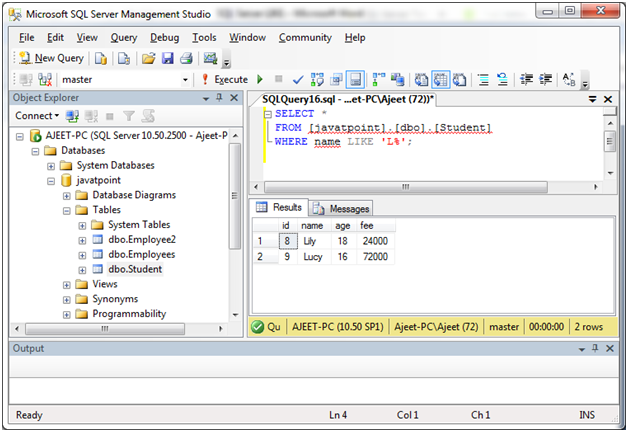 Microsoft SQL Server Management Studio
File Edit View Query Debug Tools Window Community Help
New Query
master
Execute
Object Explorer
Connect
AJEET-PC (SQL Server 10.50.2500 - Ajeet-P
Databases
System Databases
javatpoint
Database Diagrams
Tables
System Tables
dbo.Employee2
dbo.Employees
dbo.Student
Views
Synonyms
Programmability
SQLQuery16.sql - ...et-PC\Ajeet (72))*
SELECT *
FROM [javatpoint].[dbo].[Student]
WHERE name LIKE 'L%';
Results Messages
id name age fee
1 8 Lily 18 24000
2 9 Lucy 16 72000
Qu AJEET-PC (10.50 SP1) Ajeet-PC\Ajeet (72) master 00:00:00 2 rows
Output
Ready Ln 4 Col 1 Ch 1 INS